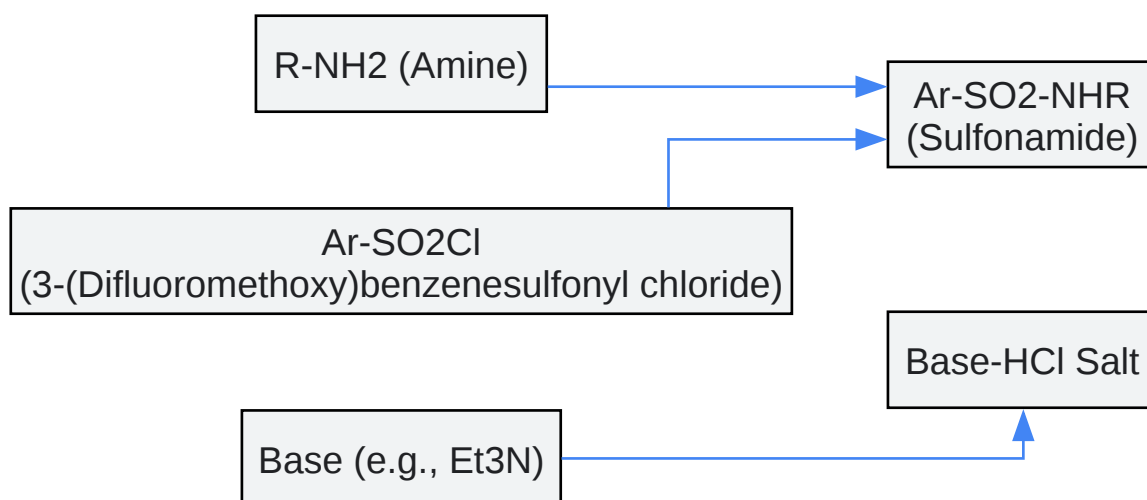 R-NH2 (Amine)
Ar-SO2-NHR
(Sulfonamide)
Ar-SO2Cl
(3-(Difluoromethoxy)benzenesulfonyl chloride)
Base-HCl Salt
Base (e.g., Et3N)